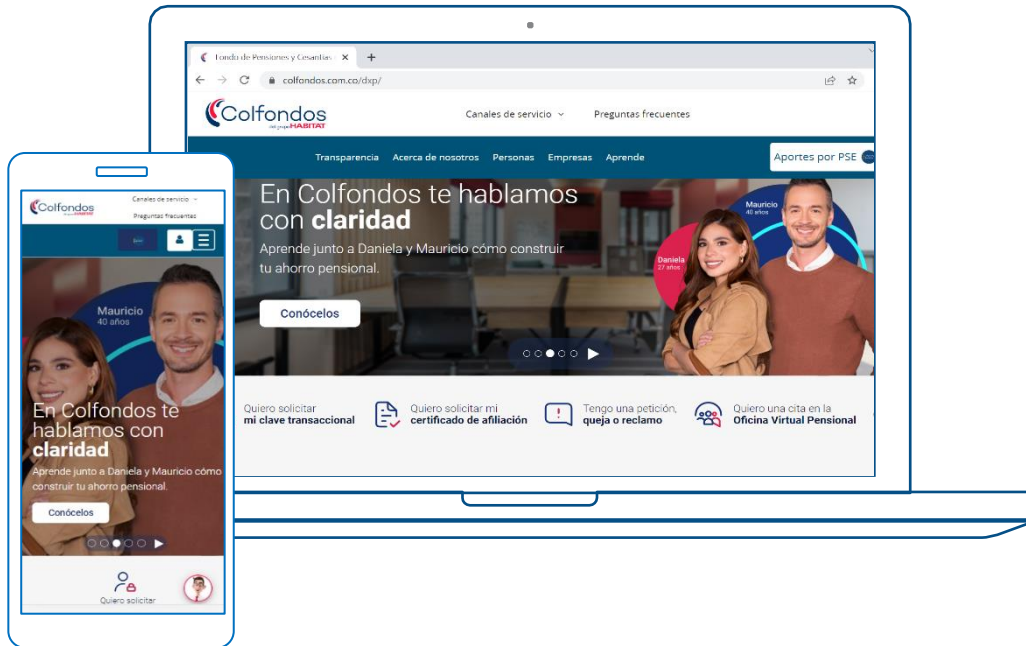 Fondo de Pensiones y Cesantías
colfondos.com.co/dxp/
Colfondos
del grupo HABITAT
Canales de servicio
Preguntas frecuentes
Transparencia
Acerca de nosotros
Personas
Empresas
Aprende
Aportes por PSE
En Colfondos te hablamos
con claridad
Aprende junto a Daniela y Mauricio cómo construir
tu ahorro pensional.
Conócelos
Mauricio
40 años
Daniela
27 años
Quiero solicitar
mi clave transaccional
Quiero solicitar mi
certificado de afiliación
Tengo una petición,
queja o reclamo
Quiero una cita en la
Oficina Virtual Pensional
Colfondos
HABITAT
Canales de servicio
Preguntas frecuentes
Mauricio
40 años
En Colfondos te
hablamos con
claridad
Aprende junto a Daniela y Mauricio cómo
construir tu ahorro pensional.
Conócelos
Quiero solicitar